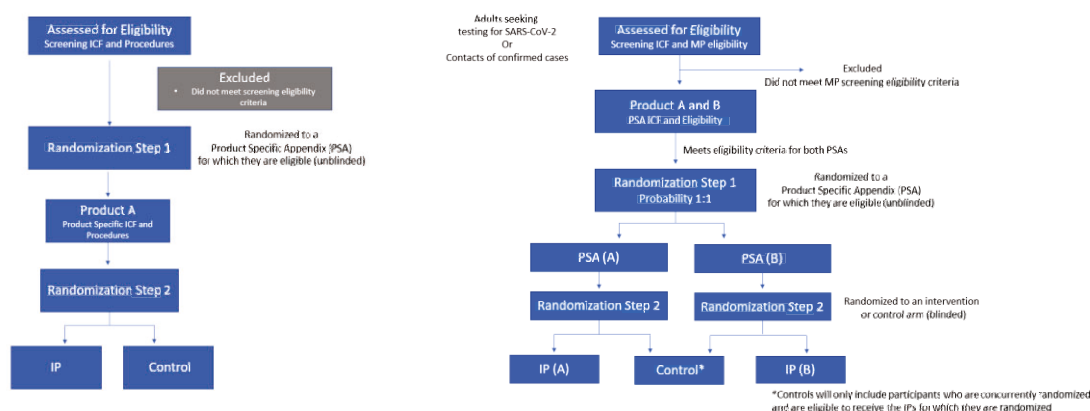 Assessed for Eligibility
Screening ICF and Procedures
Excluded
• Did not meet screening eligibility
criteria
Randomization Step 1
Randomized to a
Product Specific Appendix (PSA)
for which they are eligible (unblinded)
Product A
Product Specific ICF and
Procedures
Randomization Step 2
IP
Control
Adults seeking
testing for SARS-CoV-2
Or
Contacts of confirmed cases
Assessed for Eligibility
Screening ICF and MP eligibility
Excluded
Did not meet MP screening eligibility criteria
Product A and B
PSA ICF and Eligibility
Meets eligibility criteria for both PSAs
Randomization Step 1
Probability 1:1
Randomized to a
Product Specific Appendix (PSA)
for which they are eligible (unblinded)
PSA (A)
PSA (B)
Randomization Step 2
Randomization Step 2
Randomized to an intervention
or control arm (blinded)
IP (A)
Control*
IP (B)
*Controls will only include participants who are concurrently randomized
and are eligible to receive the IPs for which they are randomized